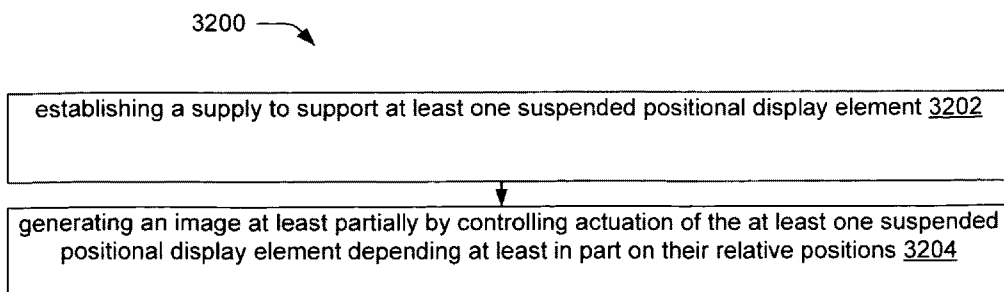 3200
establishing a supply to support at least one suspended positional display element 3202
generating an image at least partially by controlling actuation of the at least one suspended
positional display element depending at least in part on their relative positions 3204